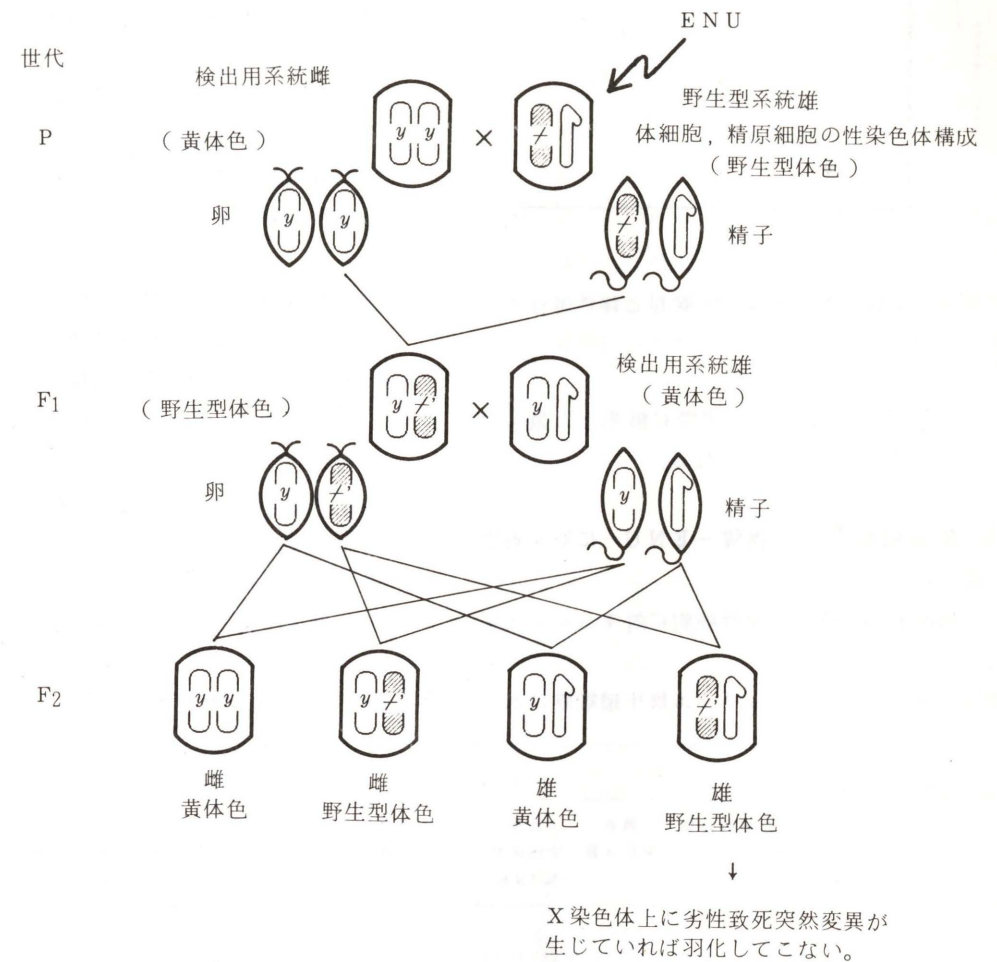 ENU
世代
検出用系統雌
野生型系統雄
P
(黄体色)
y y
×
+
体細胞,精原細胞の性染色体構成
(野生型体色)
卵
y
y
+'
精子
検出用系統雄
(黄体色)
F1
(野生型体色)
y +'
×
y
卵
y
+'
y
精子
F2
y y
y +'
y
+'
雌
黄体色
雌
野生型体色
雄
黄体色
雄
野生型体色
↓
X染色体上に劣性致死突然変異が
生じていれば羽化してこない。